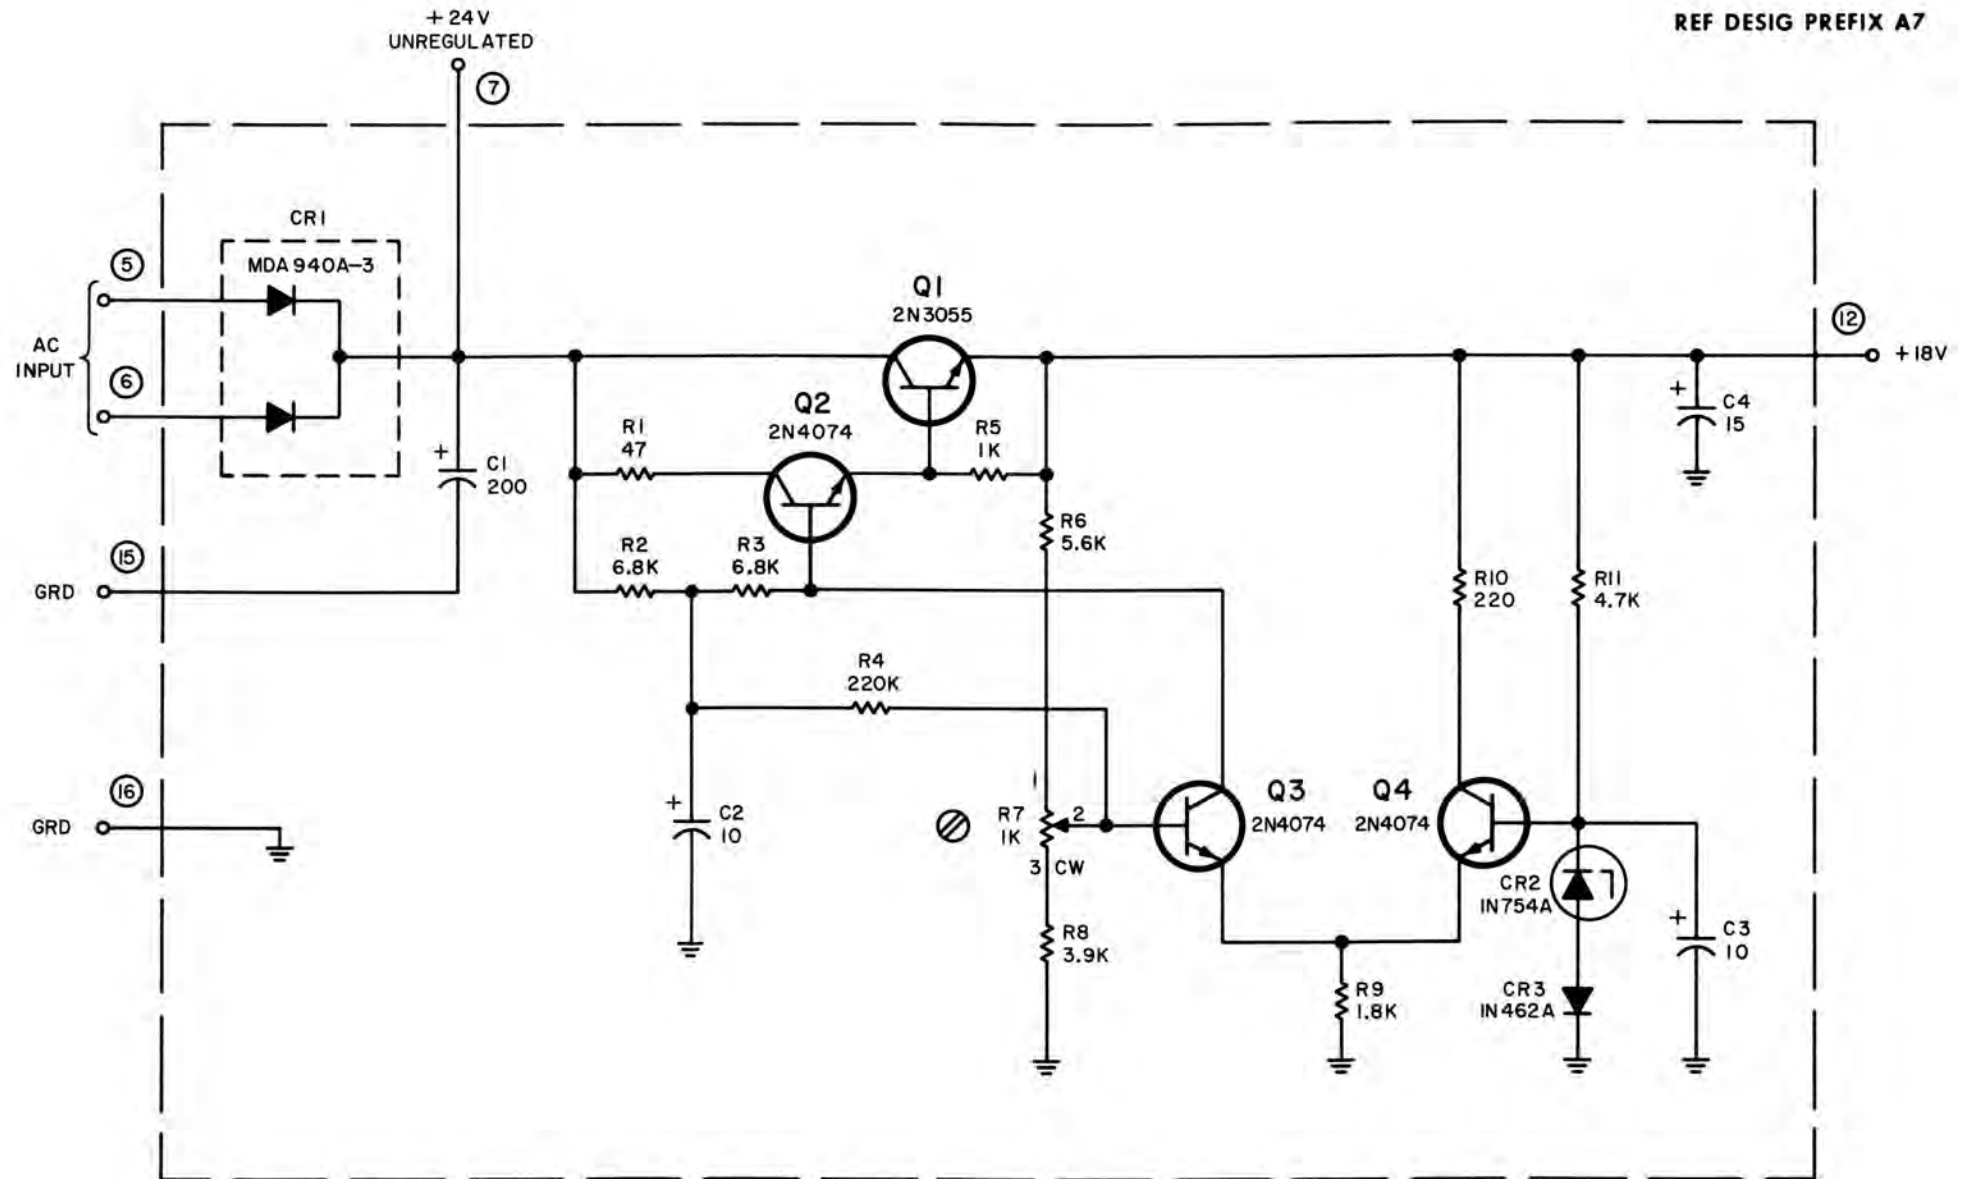 REF DESIG PREFIX A7
+24V
UNREGULATED
7
CR1
MDA940A-3
5
AC
INPUT
6
Q1
2N3055
12
+18V
Q2
2N4074
R1
47
R5
1K
C4
15
+
+
C1
200
R6
5.6K
15
GRD
R2
6.8K
R3
6.8K
R10
220
R11
4.7K
R4
220K
16
GRD
+
C2
10
1
R7
1K
2
3 CW
Q3
2N4074
Q4
2N4074
CR2
1N754A
+
C3
10
R8
3.9K
R9
1.8K
CR3
1N462A